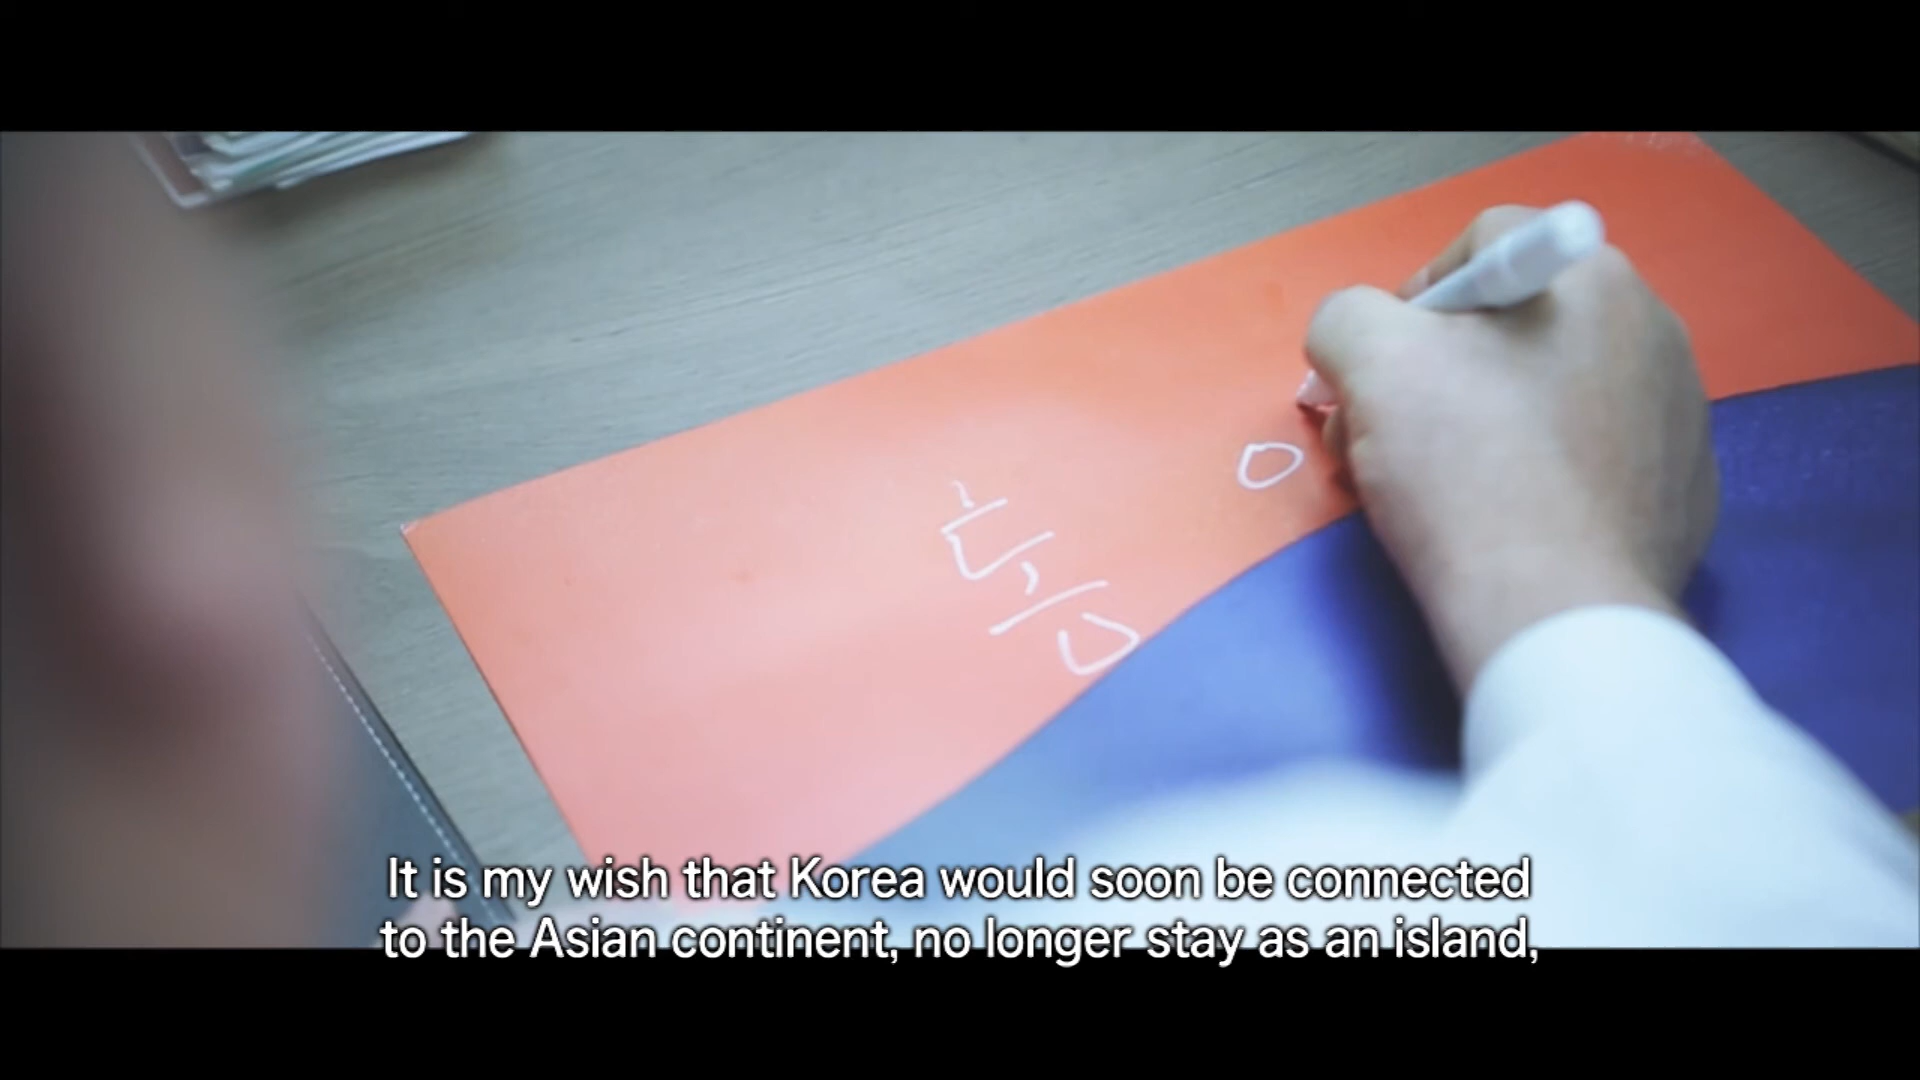 통 ㅇ
It is my wish that Korea would soon be connected
to the Asian continent, no longer stay as an island,